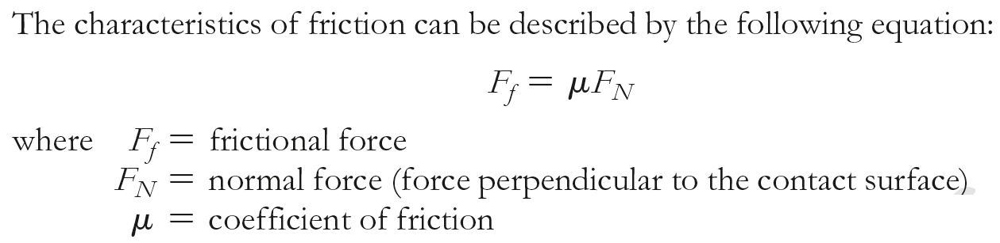 The characteristics of friction can be described by the following equation:
F_f = μF_N
where F_f = frictional force
F_N = normal force (force perpendicular to the contact surface)
μ = coefficient of friction